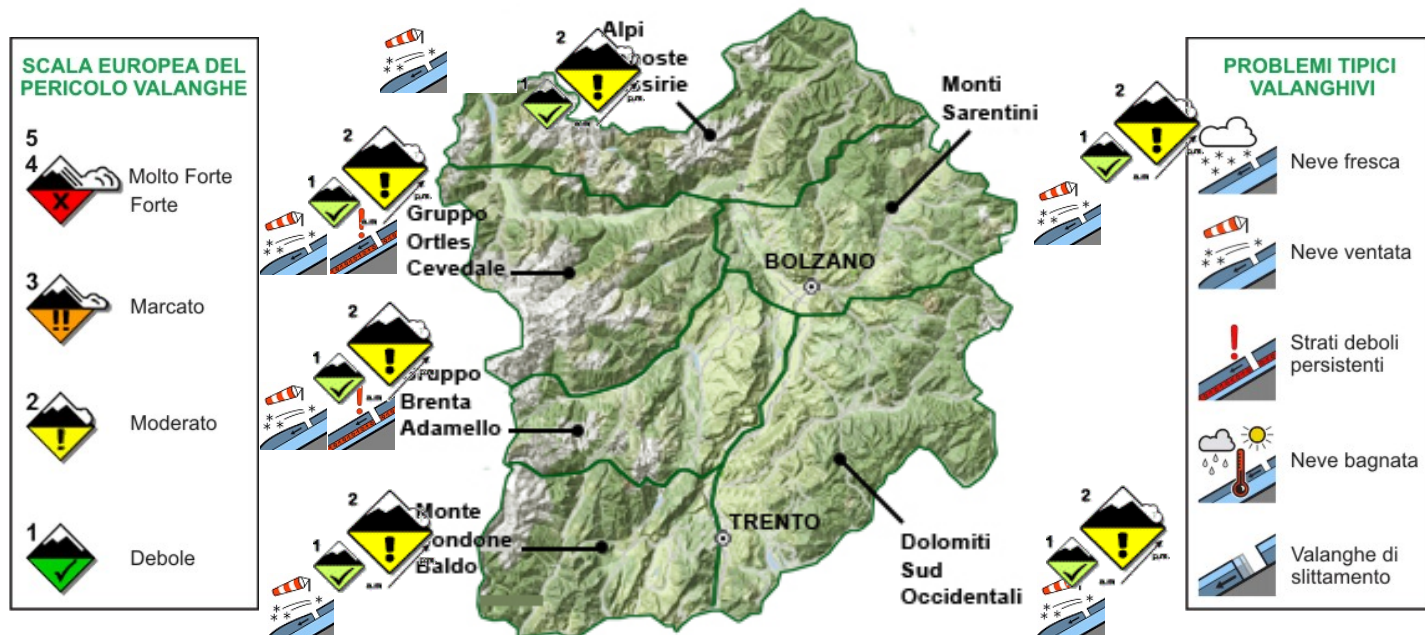 SCALA EUROPEA DEL
PERICOLO VALANGHE
5
4
Molto Forte
Forte
3
Marcato
2
Moderato
1
Debole
2
1
Alpi
p.m.
2
1
a.m
p.m.
Gruppo
Ortles
Cevedale
2
1
Brenta
Adamello
2
1
a.m
p.m.
Monte
Baldo
Monti
Sarentini
BOLZANO
TRENTO
Dolomiti
Sud
Occidentali
2
1
a.m
p.m.
2
1
a.m
p.m.
PROBLEMI TIPICI
VALANGHIVI
Neve fresca
Neve ventata
Strati deboli
persistenti
Neve bagnata
Valanghe di
slittamento